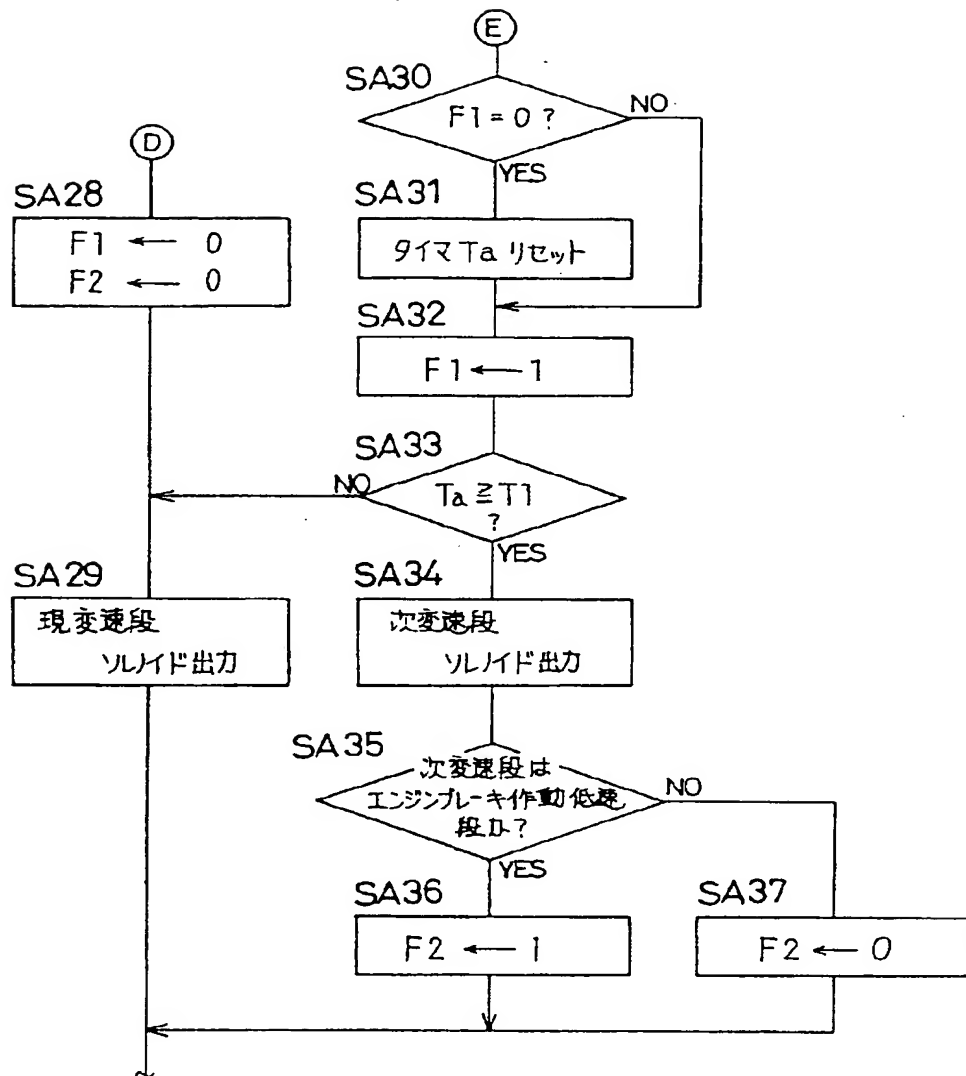 E
SA30
F1=0?
NO
YES
D
SA28
F1 ← 0
F2 ← 0
SA31
タイマTaリセット
SA32
F1 ← 1
SA33
Ta≧T1
?
NO
YES
SA29
現変速段
ソレノイド出力
SA34
次変速段
ソレノイド出力
SA35
次変速段は
エンジンブレーキ作動低速
段か?
NO
YES
SA36
F2 ← 1
SA37
F2 ← 0